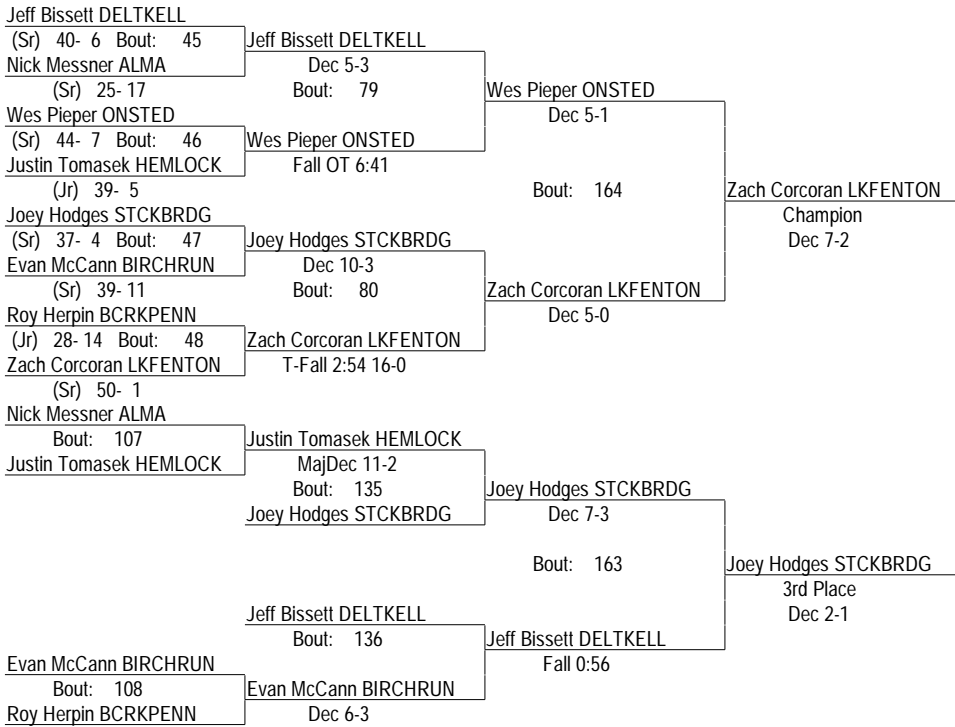 Jeff Bissett DELTKELL
(Sr) 40- 6 Bout: 45 Jeff Bissett DELTKELL
Nick Messner ALMA Dec 5-3
(Sr) 25- 17 Bout: 79 Wes Pieper ONSTED
Wes Pieper ONSTED Dec 5-1
(Sr) 44- 7 Bout: 46 Wes Pieper ONSTED
Justin Tomasek HEMLOCK Fall OT 6:41
(Jr) 39- 5 Bout: 164 Zach Corcoran LKFENTON
Joey Hodges STCKBRDG Champion
(Sr) 37- 4 Bout: 47 Joey Hodges STCKBRDG Dec 7-2
Evan McCann BIRCHRUN Dec 10-3
(Sr) 39- 11 Bout: 80 Zach Corcoran LKFENTON
Roy Herpin BCRKPENN Dec 5-0
(Jr) 28- 14 Bout: 48 Zach Corcoran LKFENTON
Zach Corcoran LKFENTON T-Fall 2:54 16-0
(Sr) 50- 1
Nick Messner ALMA
Bout: 107 Justin Tomasek HEMLOCK
Justin Tomasek HEMLOCK MajDec 11-2
Bout: 135 Joey Hodges STCKBRDG
Joey Hodges STCKBRDG Dec 7-3
Bout: 163 Joey Hodges STCKBRDG
3rd Place
Jeff Bissett DELTKELL Dec 2-1
Bout: 136 Jeff Bissett DELTKELL
Evan McCann BIRCHRUN Fall 0:56
Bout: 108 Evan McCann BIRCHRUN
Roy Herpin BCRKPENN Dec 6-3